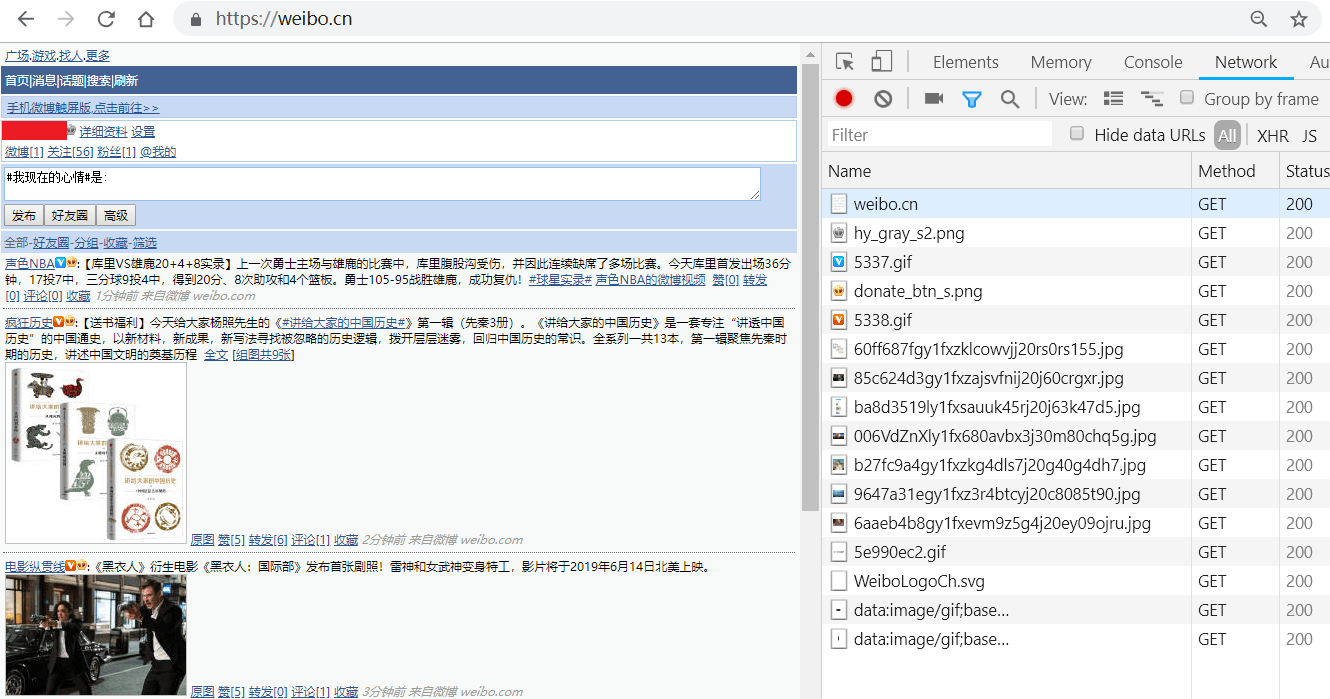 https://weibo.cn
广场,游戏,找人,更多
首页|消息|话题|搜索|刷新
手机微博触屏版,点击前往>>
详细资料 设置
微博[1] 关注[56] 粉丝[1] @我的
#我现在的心情#是:
发布 好友圈 高级
全部-好友圈-分组-收藏-筛选
声色NBA:【库里VS雄鹿20+4+8实录】上一次勇士主场与雄鹿的比赛中，库里腹股沟受伤，并因此连续缺席了多场比赛。今天库里首发出场36分
钟，17投7中，三分球9投4中，得到20分、8次助攻和4个篮板。勇士105-95战胜雄鹿，成功复仇！#球星实录# 声色NBA的微博视频 赞[0] 转发
[0] 评论[0] 收藏 1分钟前 来自微博 weibo.com
疯狂历史:【送书福利】今天给大家杨照先生的《#讲给大家的中国历史#》第一辑（先秦3册）。《讲给大家的中国历史》是一套专注“讲透中国
历史”的中国通史，以新材料，新成果，新写法寻找被忽略的历史逻辑，拨开层层迷雾，回归中国历史的常识。全系列一共13本，第一辑聚焦先秦时
期的历史，讲述中国文明的奠基历程 全文 [组图共9张]
讲给大家的中国历史
原图 赞[5] 转发[6] 评论[1] 收藏 2分钟前 来自微博 weibo.com
电影纵贯线:《黑衣人》衍生电影《黑衣人：国际部》发布首张剧照！雷神和女武神变身特工，影片将于2019年6月14日北美上映。
原图 赞[5] 转发[0] 评论[1] 收藏 3分钟前 来自微博 weibo.com
Elements Memory Console Network Au
View: Group by frame
Filter Hide data URLs All XHR JS
Name Method Status
weibo.cn GET 200
hy_gray_s2.png GET 200
5337.gif GET 200
donate_btn_s.png GET 200
5338.gif GET 200
60ff687fgy1fxzklcowvjj20rs0rs155.jpg GET 200
85c624d3gy1fxzajsvfnij20j60crgxr.jpg GET 200
ba8d3519ly1fxsauuk45rj20j63k47d5.jpg GET 200
006VdZnXly1fx680avbx3j30m80chq5g.jpg GET 200
b27fc9a4gy1fxzkg4dls7j20g40g4dh7.jpg GET 200
9647a31egy1fxz3r4btcyj20c8085t90.jpg GET 200
6aaeb4b8gy1fxevm9z5g4j20ey09ojru.jpg GET 200
5e990ec2.gif GET 200
WeiboLogoCh.svg GET 200
data:image/gif;base... GET 200
data:image/gif;base... GET 200